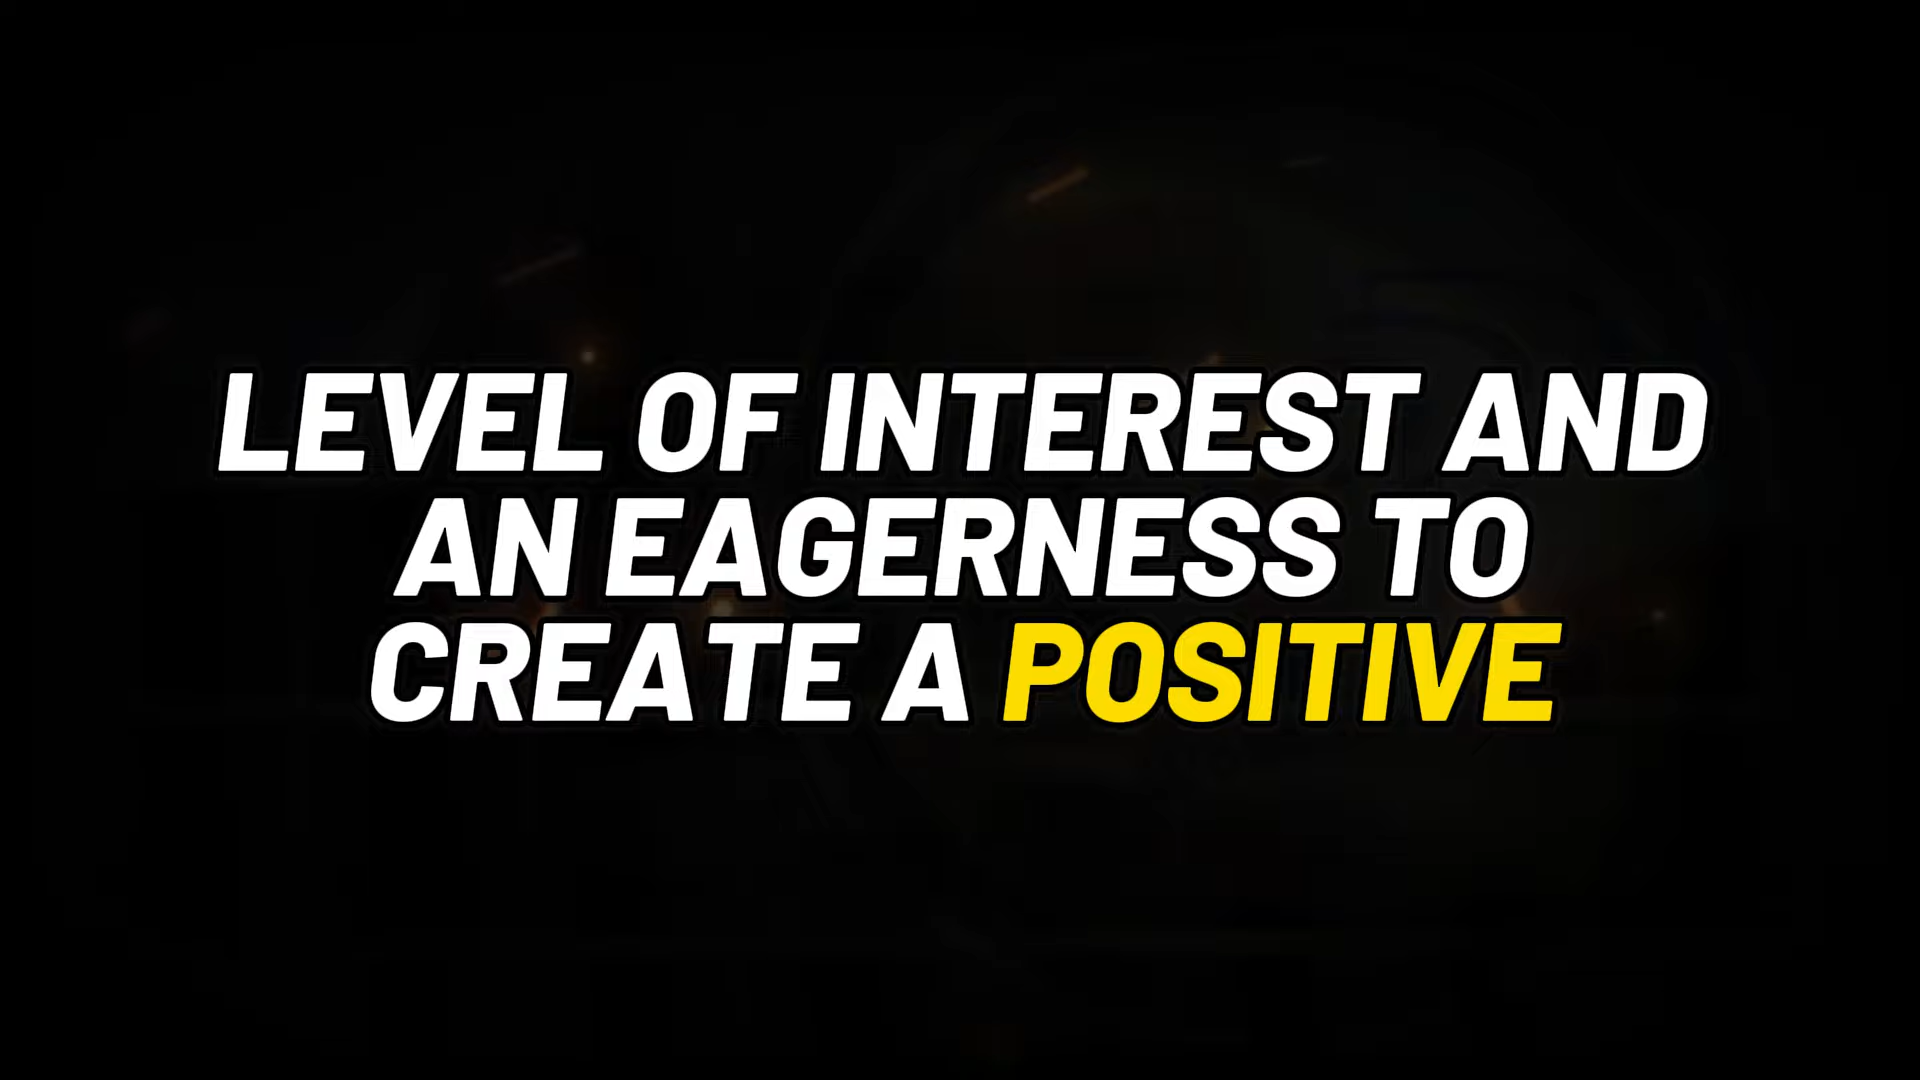 LEVEL OF INTEREST AND
AN EAGERNESS TO
CREATE A POSITIVE